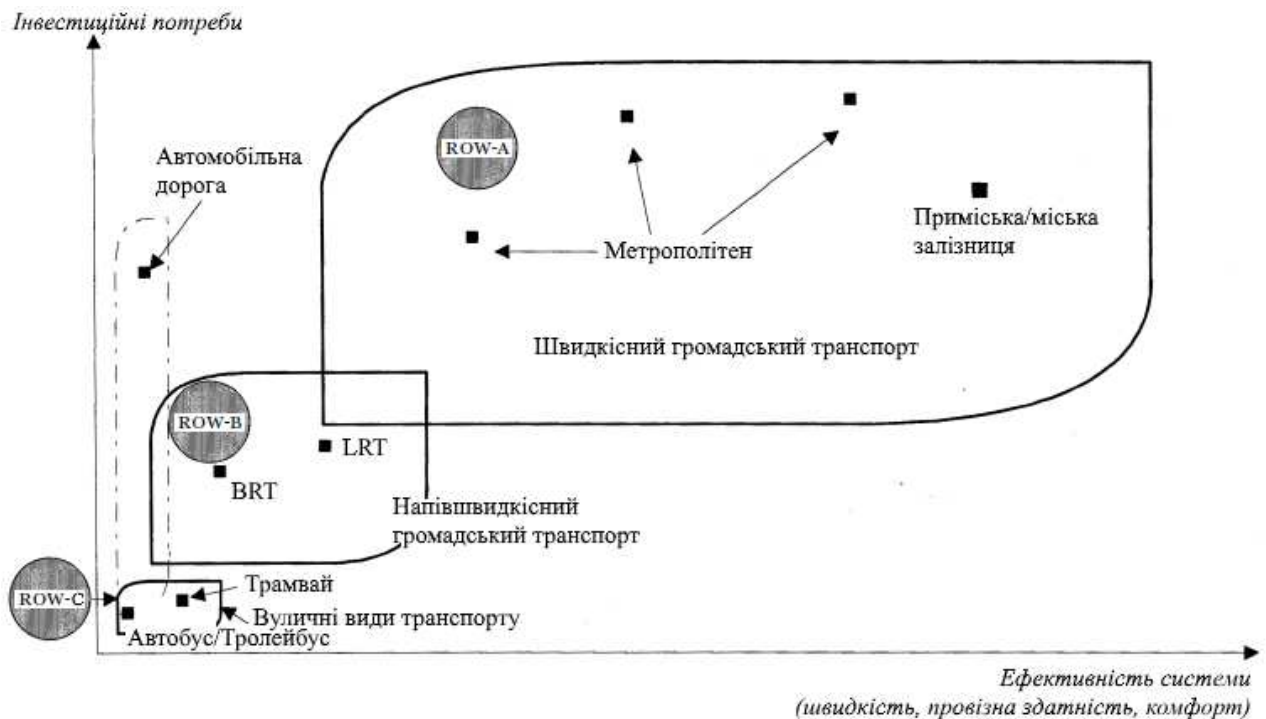 Інвестиційні потреби
ROW-A
Автомобільна
дорога
Метрополітен
Приміська/міська
залізниця
Швидкісний громадський транспорт
ROW-B
LRT
BRT
Напівшвидкісний
громадський транспорт
ROW-C
Трамвай
Вуличні види транспорту
Автобус/Тролейбус
Ефективність системи
(швидкість, провізна здатність, комфорт)